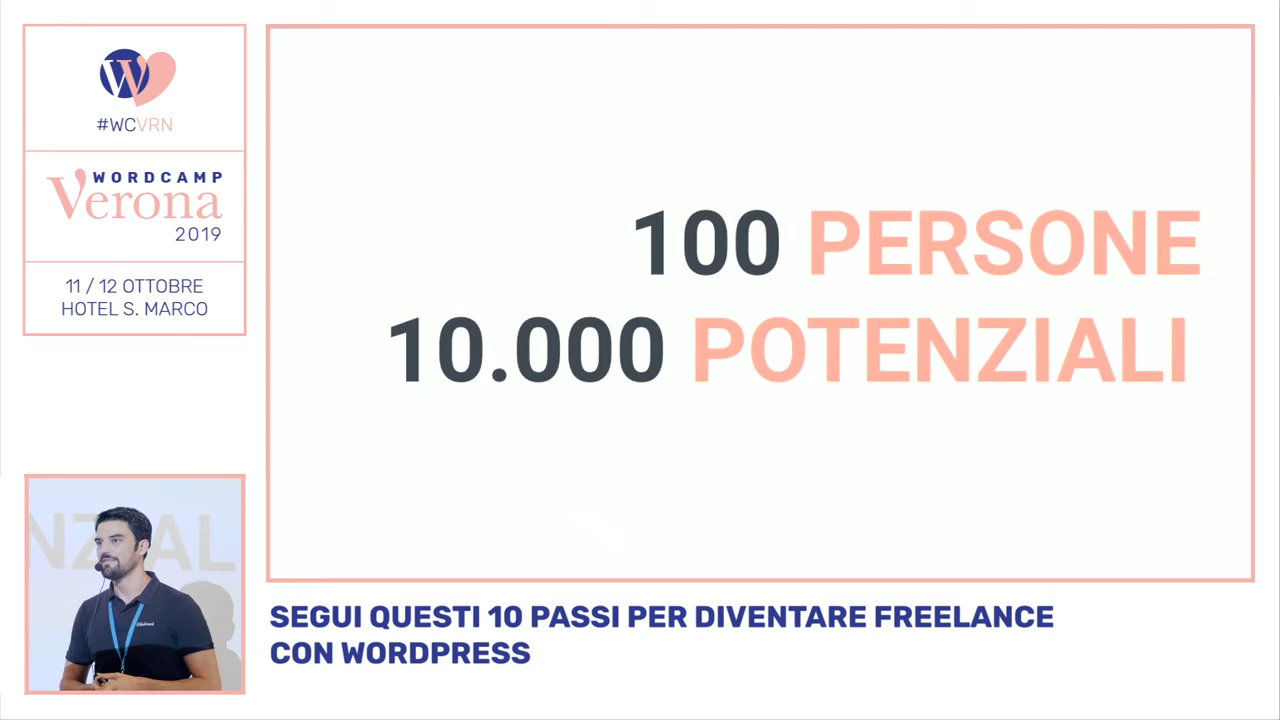 #WCVRN
WORDCAMP
Verona
2019
11 / 12 OTTOBRE
HOTEL S. MARCO
100 PERSONE
10.000 POTENZIALI
NZIAL
SEGUI QUESTI 10 PASSI PER DIVENTARE FREELANCE
CON WORDPRESS